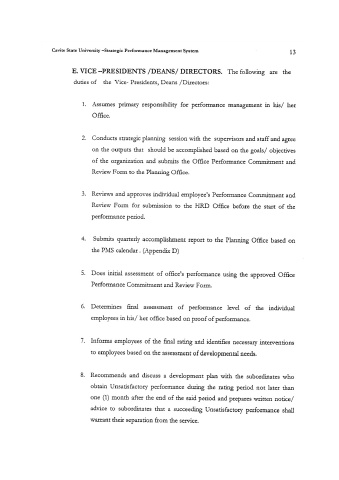 Cavite State University –Strategic Performance Management System 13
E. VICE –PRESIDENTS /DEANS/ DIRECTORS. The following are the
duties of the Vice- Presidents, Deans /Directors:
1. Assumes primary responsibility for performance management in his/ her
Office.
2. Conducts strategic planning session with the supervisors and staff and agree
on the outputs that should be accomplished based on the goals/ objectives
of the organization and submits the Office Performance Commitment and
Review Form to the Planning Office.
3. Reviews and approves individual employee's Performance Commitment and
Review Form for submission to the HRD Office before the start of the
performance period.
4. Submits quarterly accomplishment report to the Planning Office based on
the PMS calendar . (Appendix D)
5. Does initial assessment of office's performance using the approved Office
Performance Commitment and Review Form.
6. Determines final assessment of performance level of the individual
employees in his/ her office based on proof of performance.
7. Informs employees of the final rating and identifies necessary interventions
to employees based on the assessment of developmental needs.
8. Recommends and discuss a development plan with the subordinates who
obtain Unsatisfactory performance during the rating period not later than
one (1) month after the end of the said period and prepares written notice/
advice to subordinates that a succeeding Unsatisfactory performance shall
warrant their separation from the service.